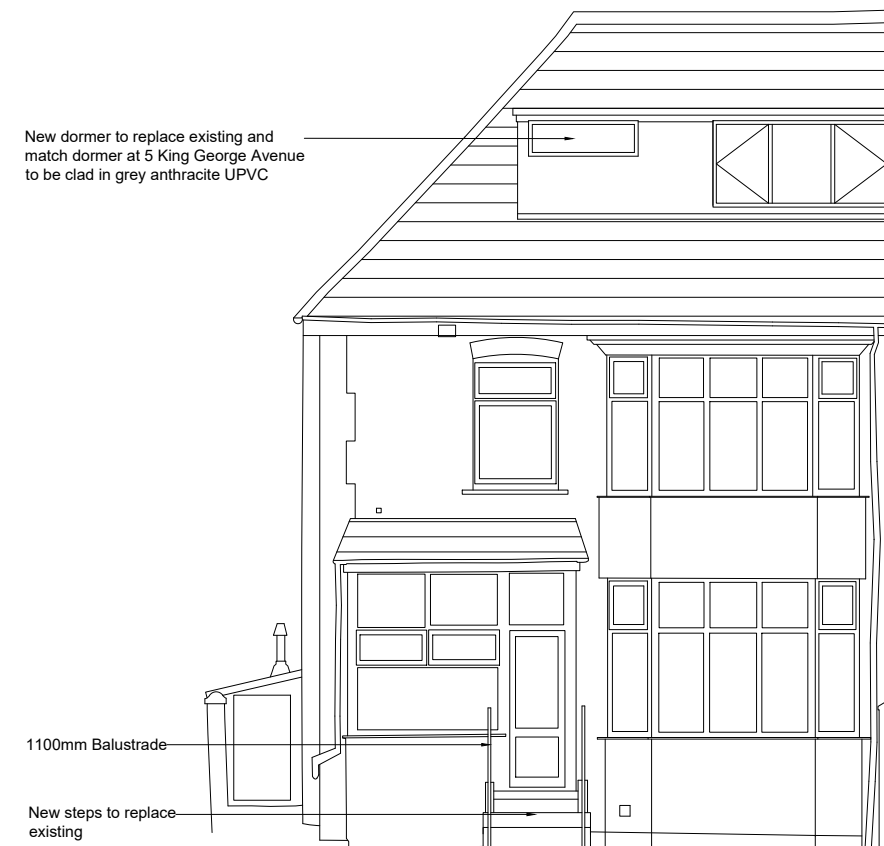 New dormer to replace existing and
match dormer at 5 King George Avenue
to be clad in grey anthracite UPVC
1100mm Balustrade
New steps to replace
existing